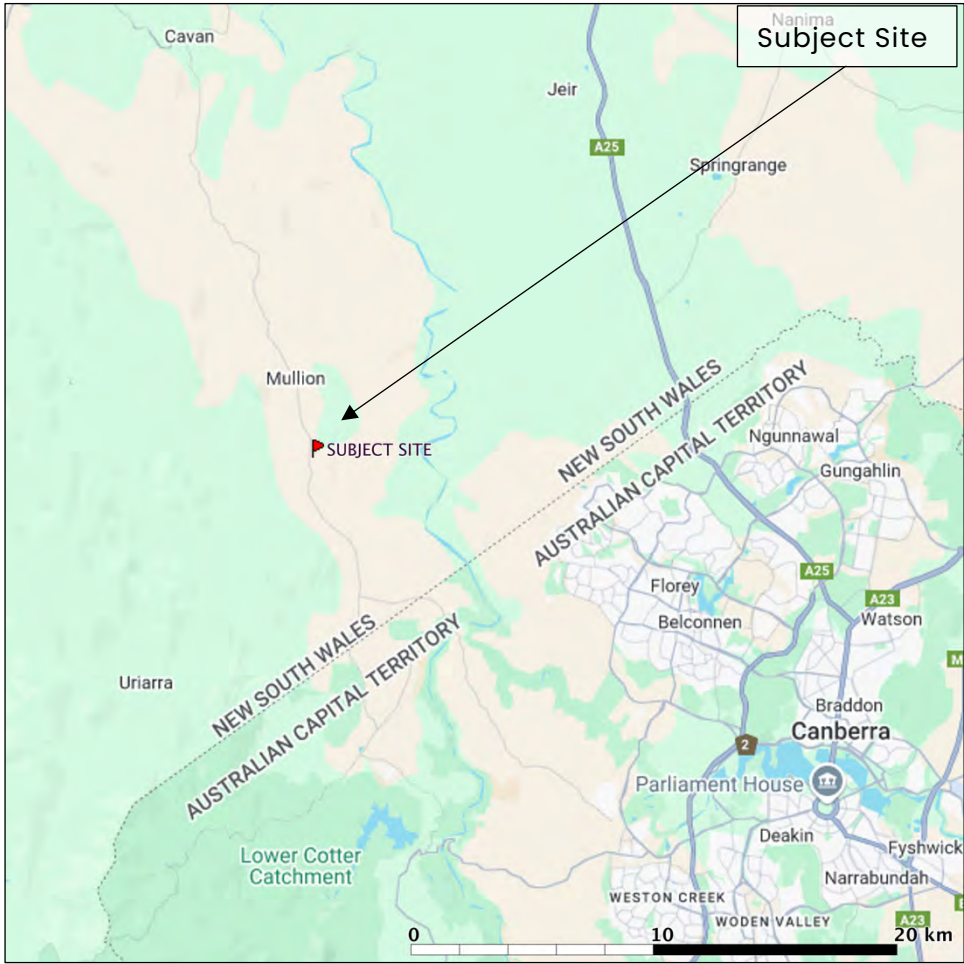 Nanima
Subject Site
Cavan
Jeir
A25
Springrange
Mullion
SUBJECT SITE
NEW SOUTH WALES
AUSTRALIAN CAPITAL TERRITORY
Ngunnawal
Gungahlin
A25
Florey
A23
Belconnen
Watson
NEW SOUTH WALES
AUSTRALIAN CAPITAL TERRITORY
M
Uriarra
Braddon
Canberra
2
Parliament House
Deakin
Fyshwick
Lower Cotter
Catchment
Narrabundah
WESTON CREEK
WODEN VALLEY
A23
0 10 20 km